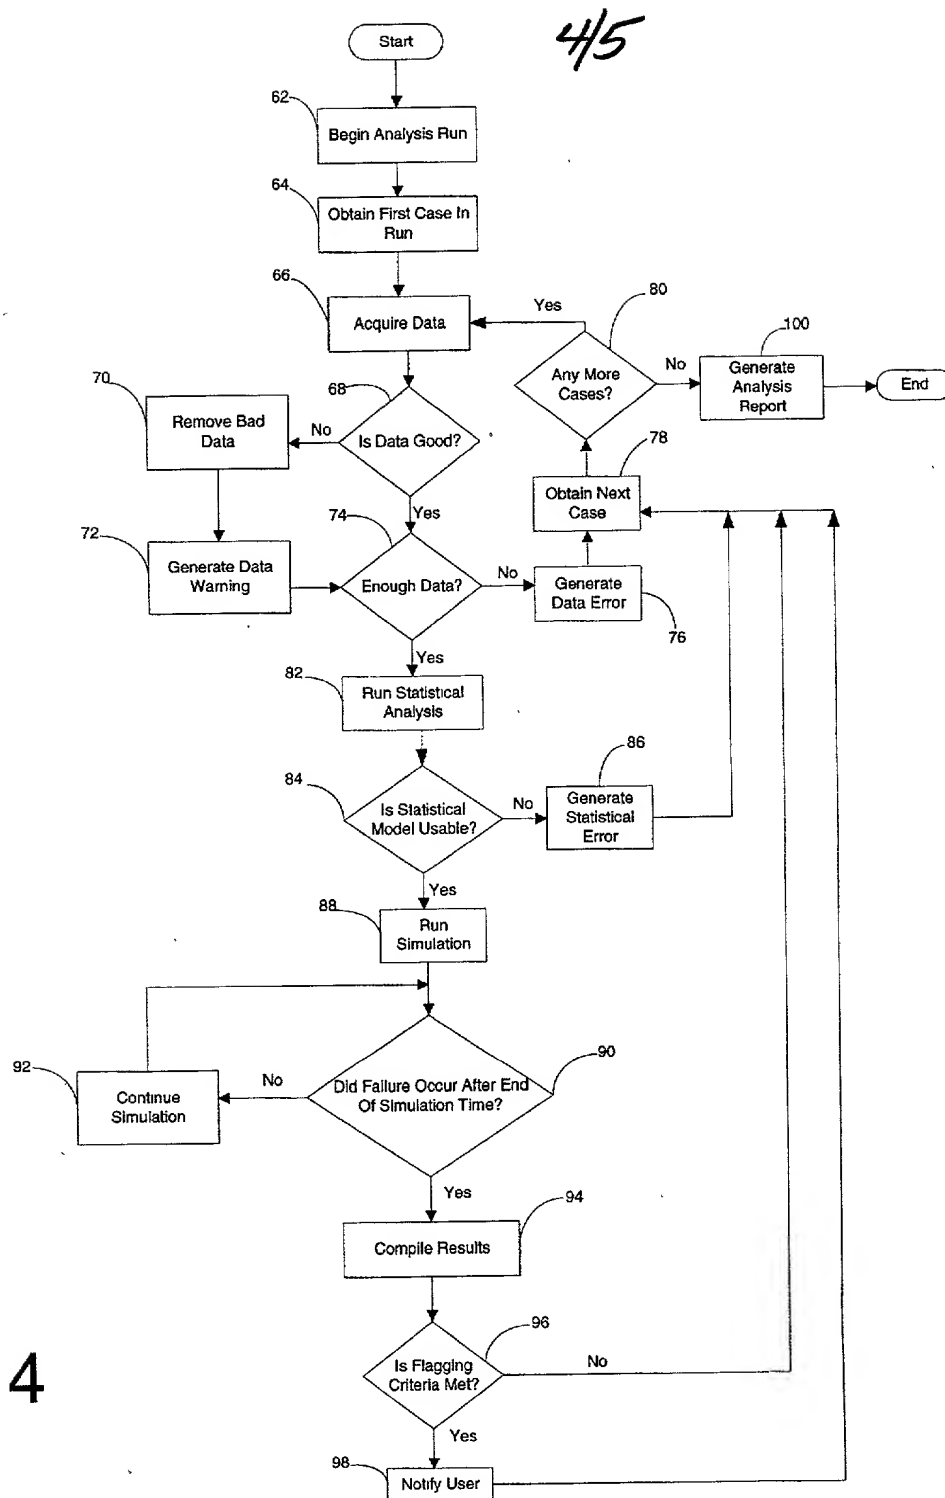 4/5
Start
62
Begin Analysis Run
64
Obtain First Case In
Run
66
Acquire Data
Yes
80
Any More
Cases?
No
100
Generate
Analysis
Report
End
70
Remove Bad
Data
No
68
Is Data Good?
Yes
78
Obtain Next
Case
72
Generate Data
Warning
74
Enough Data?
No
Generate
Data Error
76
Yes
82
Run Statistical
Analysis
84
Is Statistical
Model Usable?
No
86
Generate
Statistical
Error
Yes
88
Run
Simulation
90
Did Failure Occur After End
Of Simulation Time?
No
92
Continue
Simulation
Yes
94
Compile Results
96
Is Flagging
Criteria Met?
No
4
Yes
98
Notify User